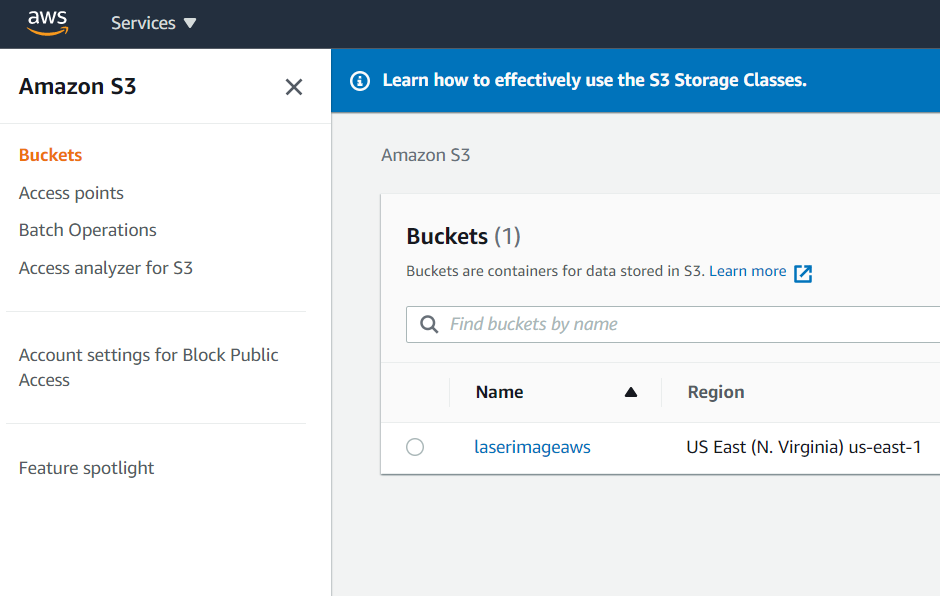 aws
Services
Amazon S3
Learn how to effectively use the S3 Storage Classes.
Buckets
Access points
Batch Operations
Access analyzer for S3
Account settings for Block Public
Access
Feature spotlight
Amazon S3
Buckets (1)
Buckets are containers for data stored in S3. Learn more
Find buckets by name
Name Region
laserimageaws US East (N. Virginia) us-east-1